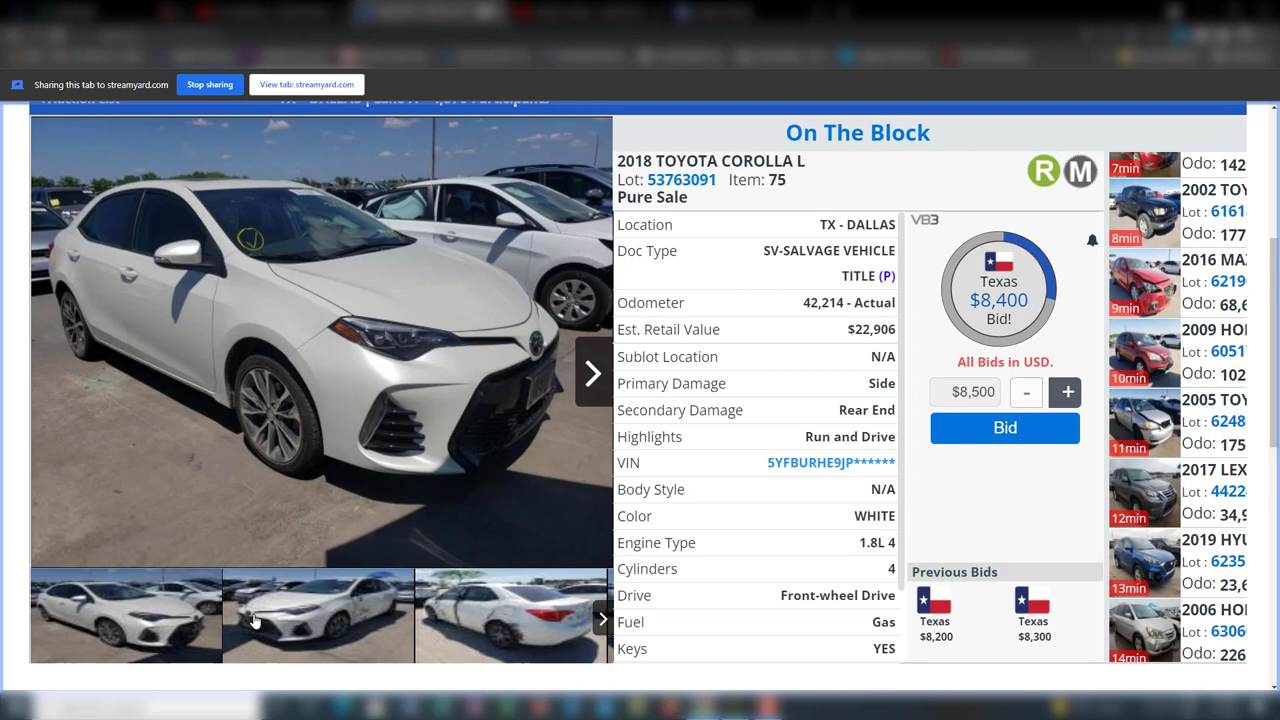 Sharing this tab to streamyard.com
Stop sharing
View tab: streamyard.com
On The Block
2018 TOYOTA COROLLA L
Lot: 53763091 Item: 75
Pure Sale
R M
Location TX - DALLAS
Doc Type SV-SALVAGE VEHICLE
TITLE (P)
Odometer 42,214 - Actual
Est. Retail Value $22,906
Sublot Location N/A
Primary Damage Side
Secondary Damage Rear End
Highlights Run and Drive
VIN 5YFBURHE9JP******
Body Style N/A
Color WHITE
Engine Type 1.8L 4
Cylinders 4
Drive Front-wheel Drive
Fuel Gas
Keys YES
VB3
Texas
$8,400
Bid!
All Bids in USD.
$8,500 - +
Bid
Previous Bids
Texas Texas
$8,200 $8,300
7min Odo: 142
2002 TOY
Lot : 6161
8min Odo: 177
2016 MA
Lot : 6219
9min Odo: 68,6
2009 HO
Lot : 6051
10min Odo: 102
2005 TOY
Lot : 6248
11min Odo: 175
2017 LEX
Lot : 4422
12min Odo: 34,9
2019 HYU
Lot : 6235
13min Odo: 23,6
2006 HO
Lot : 6306
14min Odo: 226